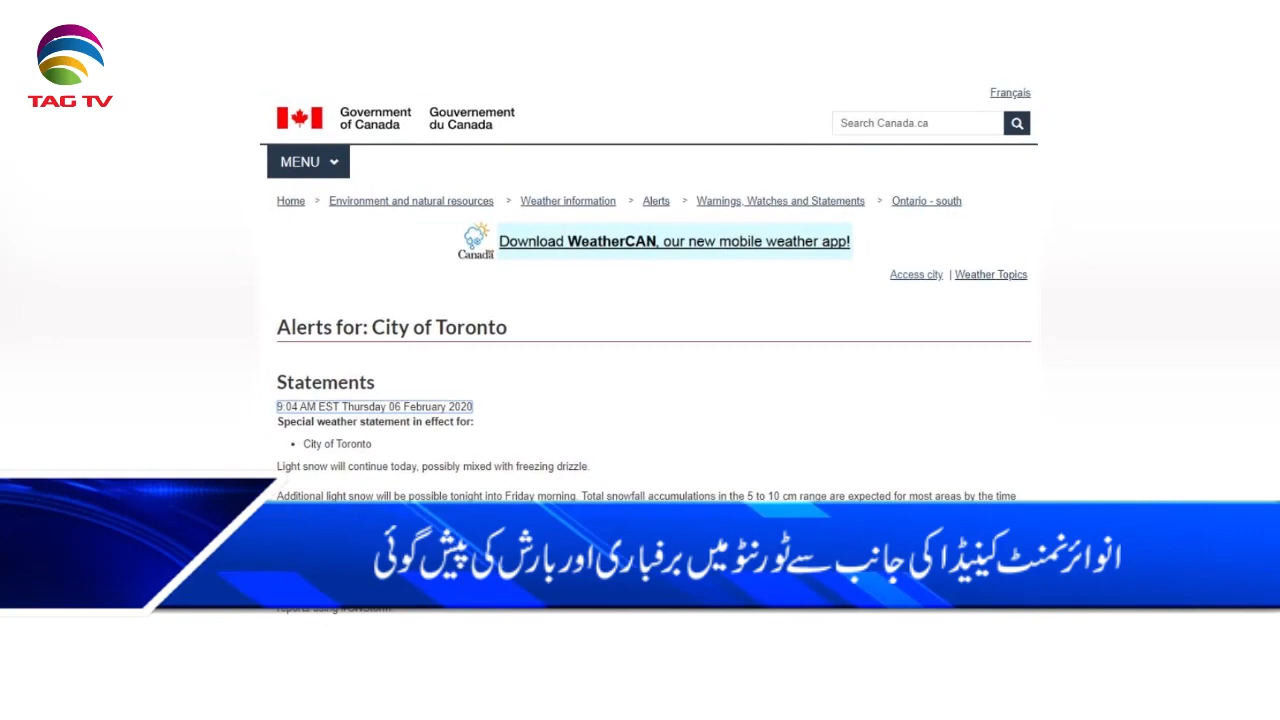 TAG TV
Français
Government of Canada
Gouvernement du Canada
Search Canada.ca
MENU
Home > Environment and natural resources > Weather information > Alerts > Warnings, Watches and Statements > Ontario - south
Canada
Download WeatherCAN, our new mobile weather app!
Access city | Weather Topics
Alerts for: City of Toronto
Statements
9:04 AM EST Thursday 06 February 2020
Special weather statement in effect for:
• City of Toronto
Light snow will continue today, possibly mixed with freezing drizzle.
Additional light snow will be possible tonight into Friday morning. Total snowfall accumulations in the 5 to 10 cm range are expected for most areas by the time
انوائرنمنٹ کینیڈا کی جانب سے ٹورنٹو میں برفباری اور بارش کی پیش گوئی
reports using